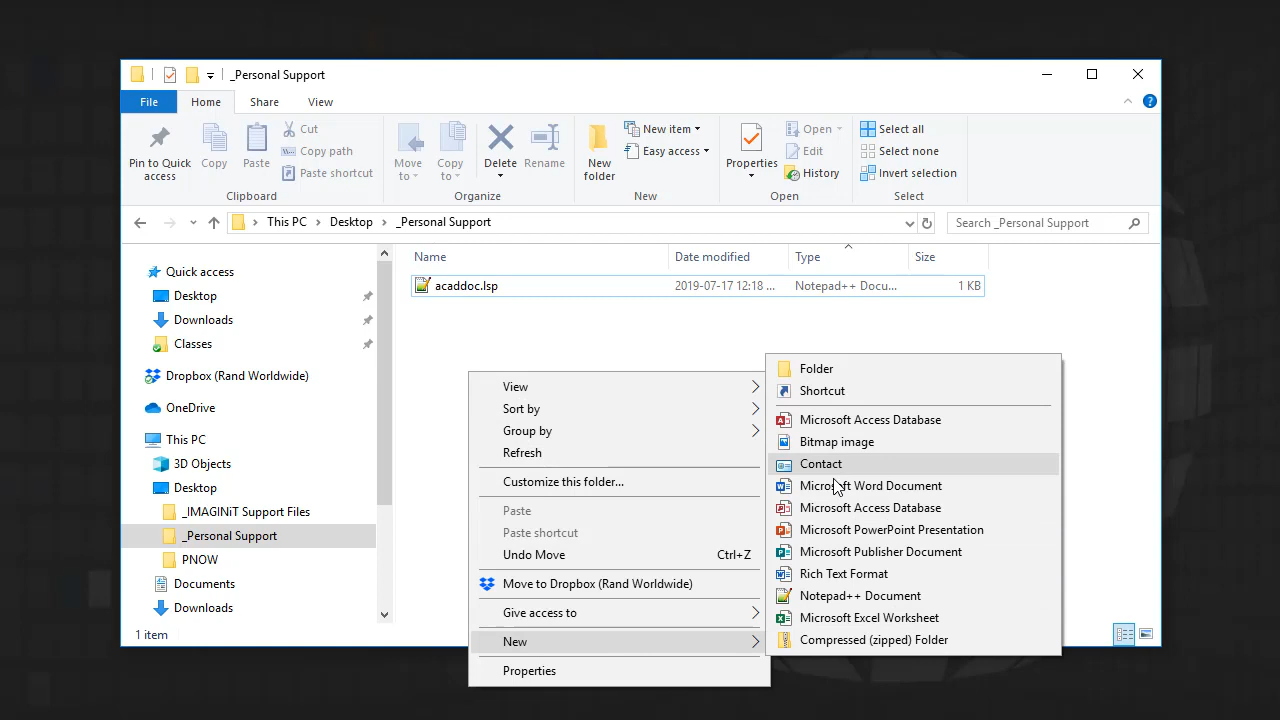 _Personal Support
File Home Share View
Pin to Quick access
Copy
Paste
Cut
Copy path
Paste shortcut
Clipboard
Move to
Copy to
Delete
Rename
Organize
New folder
New item
Easy access
New
Properties
Open
Edit
History
Open
Select all
Select none
Invert selection
Select
This PC Desktop _Personal Support
Search _Personal Support
Name Date modified Type Size
acaddoc.lsp 2019-07-17 12:18 ... Notepad++ Docu... 1 KB
Quick access
Desktop
Downloads
Classes
Dropbox (Rand Worldwide)
OneDrive
This PC
3D Objects
Desktop
_IMAGINiT Support Files
_Personal Support
PNOW
Documents
Downloads
1 item
View
Sort by
Group by
Refresh
Customize this folder...
Paste
Paste shortcut
Undo Move Ctrl+Z
Move to Dropbox (Rand Worldwide)
Give access to
New
Properties
Folder
Shortcut
Microsoft Access Database
Bitmap image
Contact
Microsoft Word Document
Microsoft Access Database
Microsoft PowerPoint Presentation
Microsoft Publisher Document
Rich Text Format
Notepad++ Document
Microsoft Excel Worksheet
Compressed (zipped) Folder